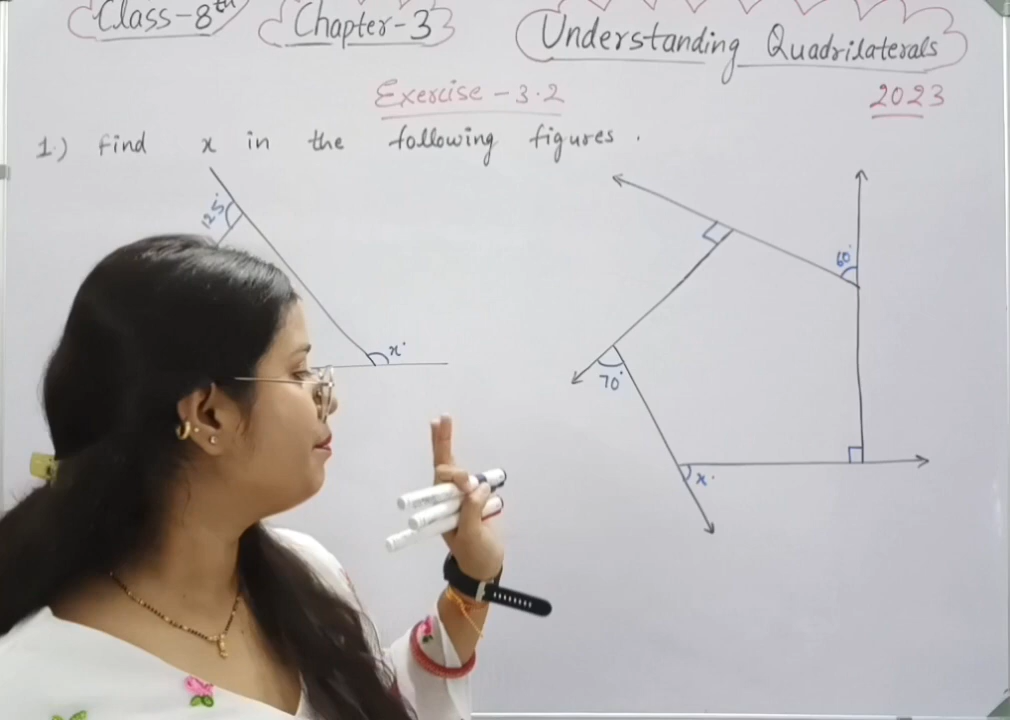 Class-8th Chapter-3 Understanding Quadrilaterals
Exercise - 3.2 2023
1.) Find x in the following figures.
125°
x°
60°
70°
x°